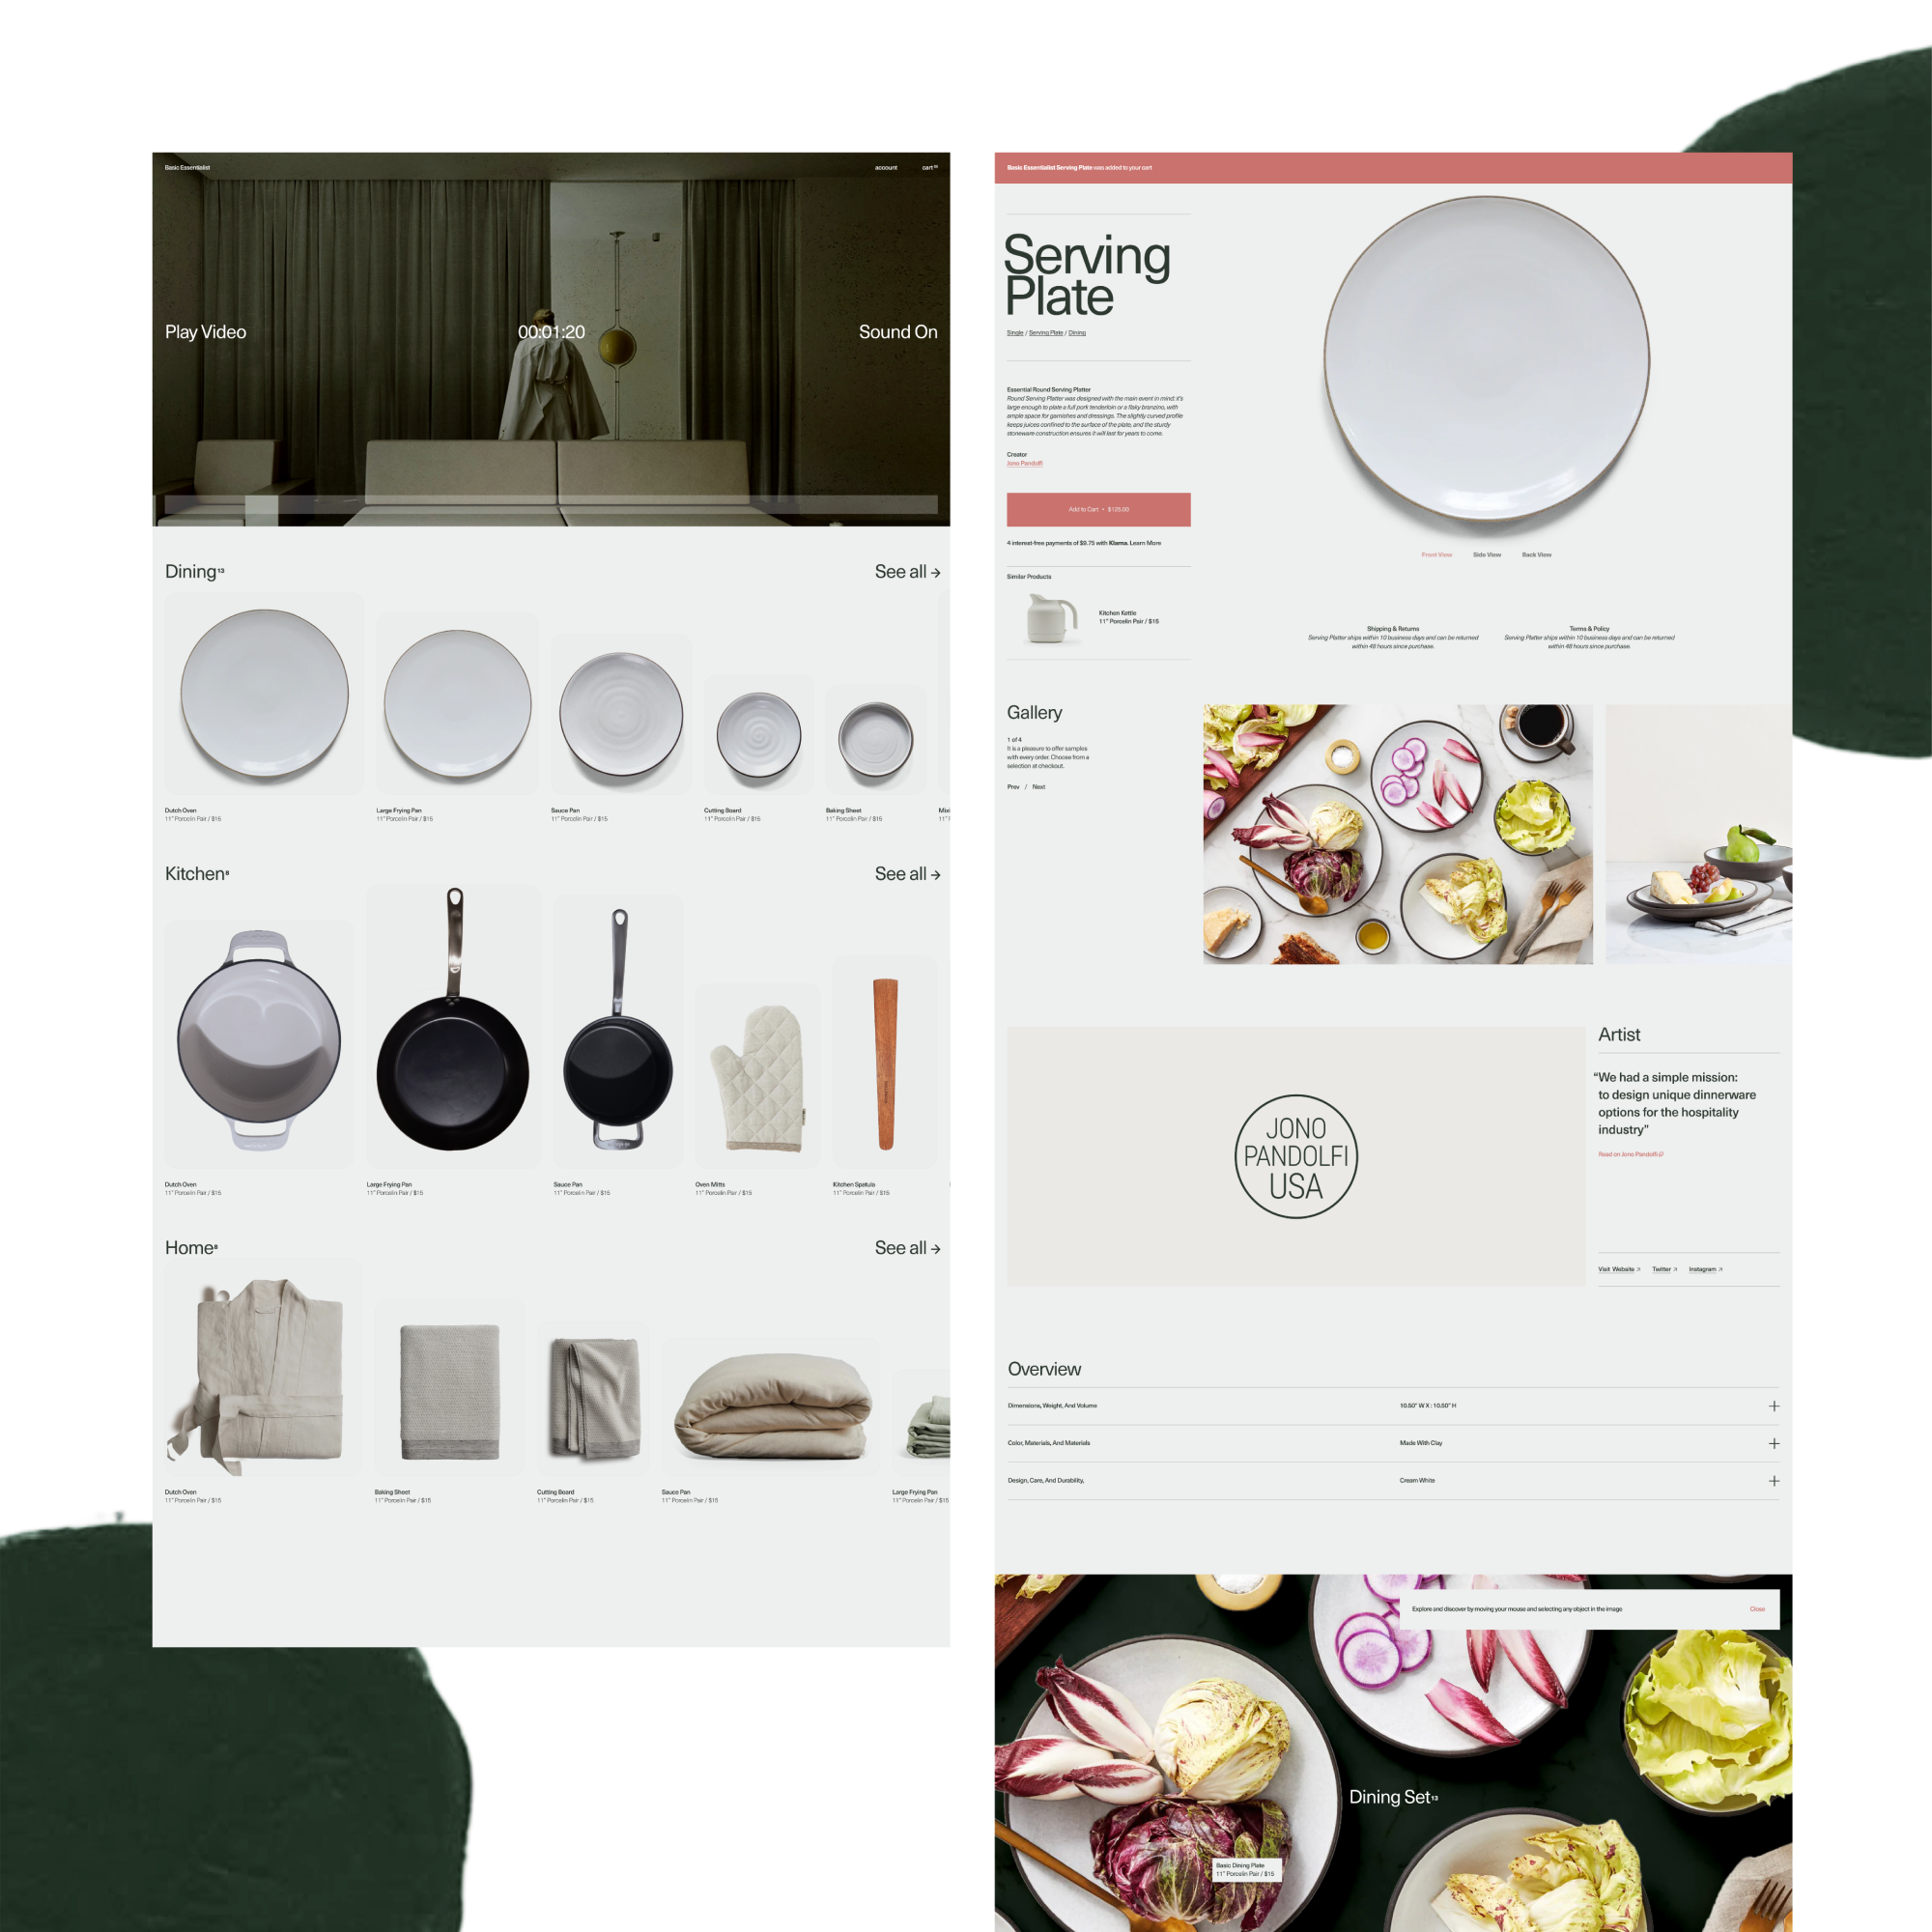 Basic Essentialist
account
cart
Play Video
00:01:20
Sound On
Dining 13
See all →
Dutch Oven
11" Porcelin Pair / $15
Large Frying Pan
11" Porcelin Pair / $15
Sauce Pan
11" Porcelin Pair / $15
Cutting Board
11" Porcelin Pair / $15
Baking Sheet
11" Porcelin Pair / $15
Kitchen 8
See all →
Dutch Oven
11" Porcelin Pair / $15
Large Frying Pan
11" Porcelin Pair / $15
Sauce Pan
11" Porcelin Pair / $15
Oven Mitts
11" Porcelin Pair / $15
Kitchen Spatula
11" Porcelin Pair / $15
Home
See all →
Dutch Oven
11" Porcelin Pair / $15
Baking Sheet
11" Porcelin Pair / $15
Cutting Board
11" Porcelin Pair / $15
Sauce Pan
11" Porcelin Pair / $15
Large Frying Pan
11" Porcelin Pair / $15
Basic Essentialist Serving Plate was added to your cart
Serving
Plate
Single / Serving Plate / Dining
Essential Round Serving Platter
Round Serving Platter was designed with the main event in mind: it's
large enough to plate a full pork tenderloin or a flaky branzino, with
ample space for garnishes and dressings. The slightly curved profile
keeps juices confined to the surface of the plate, and the sturdy
stoneware construction ensures it will last for years to come.
Creator
Jono Pandolfi
Add to Cart • $125.00
4 interest-free payments of $9.75 with Klarna. Learn More
Similar Products
Kitchen Kettle
11" Porcelin Pair / $15
Front View
Side View
Back View
Shipping & Returns
Serving Platter ships within 10 business days and can be returned
within 48 hours since purchase.
Terms & Policy
Serving Platter ships within 10 business days and can be returned
within 48 hours since purchase.
Gallery
1 of 4
It is a pleasure to offer samples
with every order. Choose from a
selection at checkout.
Prev / Next
JONO
PANDOLFI
USA
Artist
“We had a simple mission:
to design unique dinnerware
options for the hospitality
industry”
Read on Jono Pandolfi
Visit Website ↗
Twitter ↗
Instagram ↗
Overview
Dimensions, Weight, And Volume
10.50" W X : 10.50" H
Color, Materials, And Materials
Made With Clay
Design, Care, And Durability,
Cream White
Explore and discover by moving your mouse and selecting any object in the image
Close
Dining Set 13
Basic Dining Plate
11" Porcelin Pair / $15